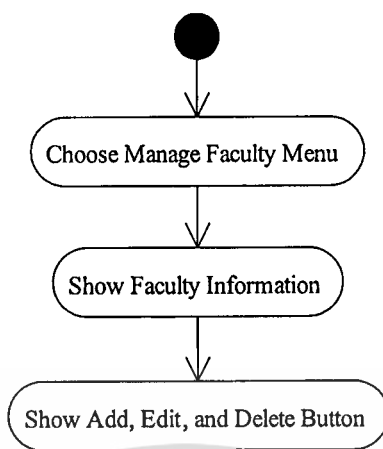 Choose Manage Faculty Menu
Show Faculty Information
Show Add, Edit, and Delete Button